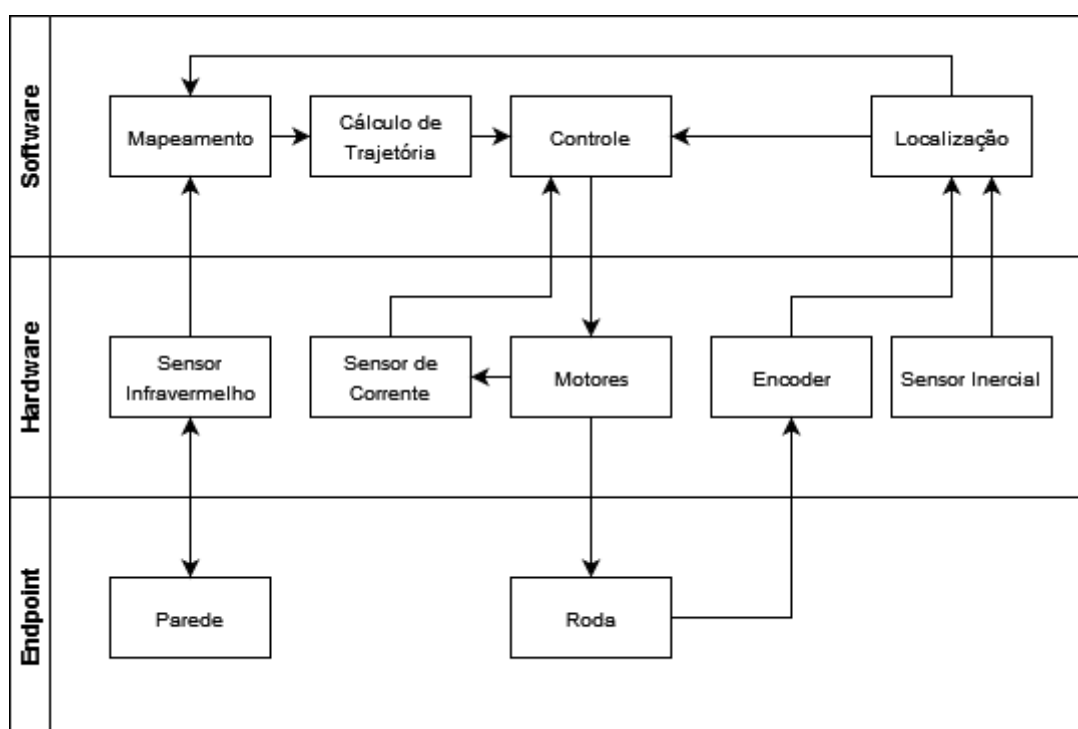 Software
Mapeamento
Cálculo de
Trajetória
Controle
Localização
Hardware
Sensor
Infravermelho
Sensor de
Corrente
Motores
Encoder
Sensor Inercial
Endpoint
Parede
Roda